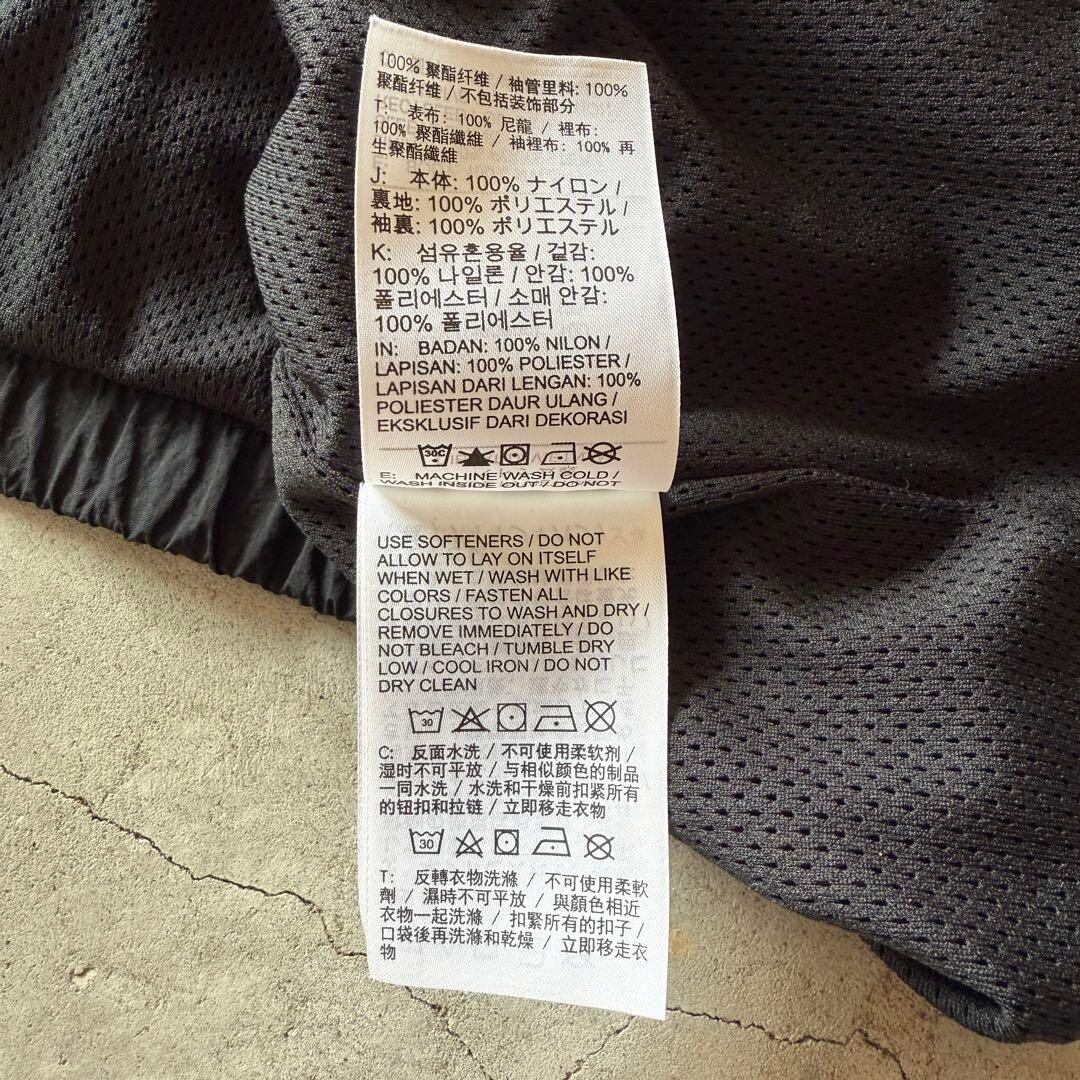 100% 聚酯纤维 / 袖管里料: 100%
聚酯纤维 / 不包括装饰部分
T: 表布: 100% 尼龍 / 裡布:
100% 聚酯纖維 / 袖裡布: 100% 再
生聚酯纖維
J: 本体: 100% ナイロン /
裏地: 100% ポリエステル /
袖裏: 100% ポリエステル
K: 섬유혼용율 / 겉감:
100% 나일론 / 안감: 100%
폴리에스터 / 소매 안감:
100% 폴리에스터
IN: BADAN: 100% NILON /
LAPISAN: 100% POLIESTER /
LAPISAN DARI LENGAN: 100%
POLIESTER DAUR ULANG /
EKSKLUSIF DARI DEKORASI
30C
E: MACHINE WASH COLD /
WASH INSIDE OUT / DO NOT
USE SOFTENERS / DO NOT
ALLOW TO LAY ON ITSELF
WHEN WET / WASH WITH LIKE
COLORS / FASTEN ALL
CLOSURES TO WASH AND DRY /
REMOVE IMMEDIATELY / DO
NOT BLEACH / TUMBLE DRY
LOW / COOL IRON / DO NOT
DRY CLEAN
30
C: 反面水洗 / 不可使用柔软剂 /
湿时不可平放 / 与相似颜色的制品
一同水洗 / 水洗和干燥前扣紧所有
的钮扣和拉链 / 立即移走衣物
30
T: 反轉衣物洗滌 / 不可使用柔軟
劑 / 濕時不可平放 / 與顏色相近
衣物一起洗滌 / 扣緊所有的扣子 /
口袋後再洗滌和乾燥 / 立即移走衣
物